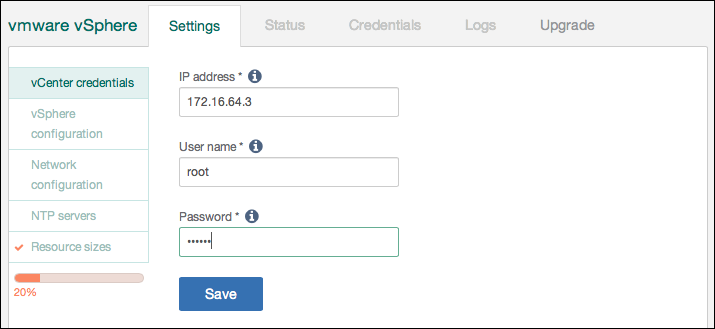 vmware vSphere
Settings
Status
Credentials
Logs
Upgrade
vCenter credentials
vSphere
configuration
Network
configuration
NTP servers
Resource sizes
20%
IP address *
172.16.64.3
User name *
root
Password *
••••••
Save